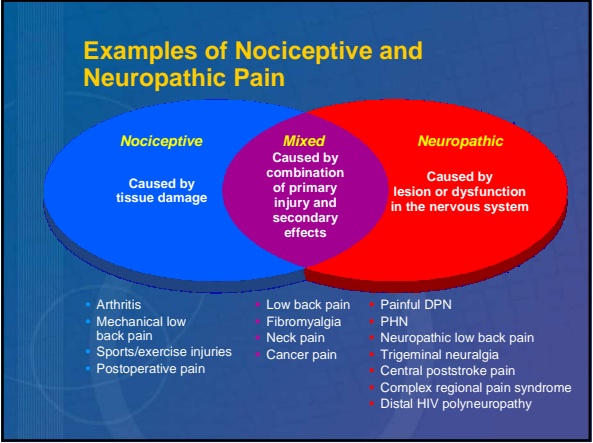 Examples of Nociceptive and
Neuropathic Pain
Nociceptive
Caused by
tissue damage
Mixed
Caused by
combination
of primary
injury and
secondary
effects
Neuropathic
Caused by
lesion or dysfunction
in the nervous system
• Arthritis
• Mechanical low
back pain
• Sports/exercise injuries
• Postoperative pain
• Low back pain
• Fibromyalgia
• Neck pain
• Cancer pain
• Painful DPN
• PHN
• Neuropathic low back pain
• Trigeminal neuralgia
• Central poststroke pain
• Complex regional pain syndrome
• Distal HIV polyneuropathy